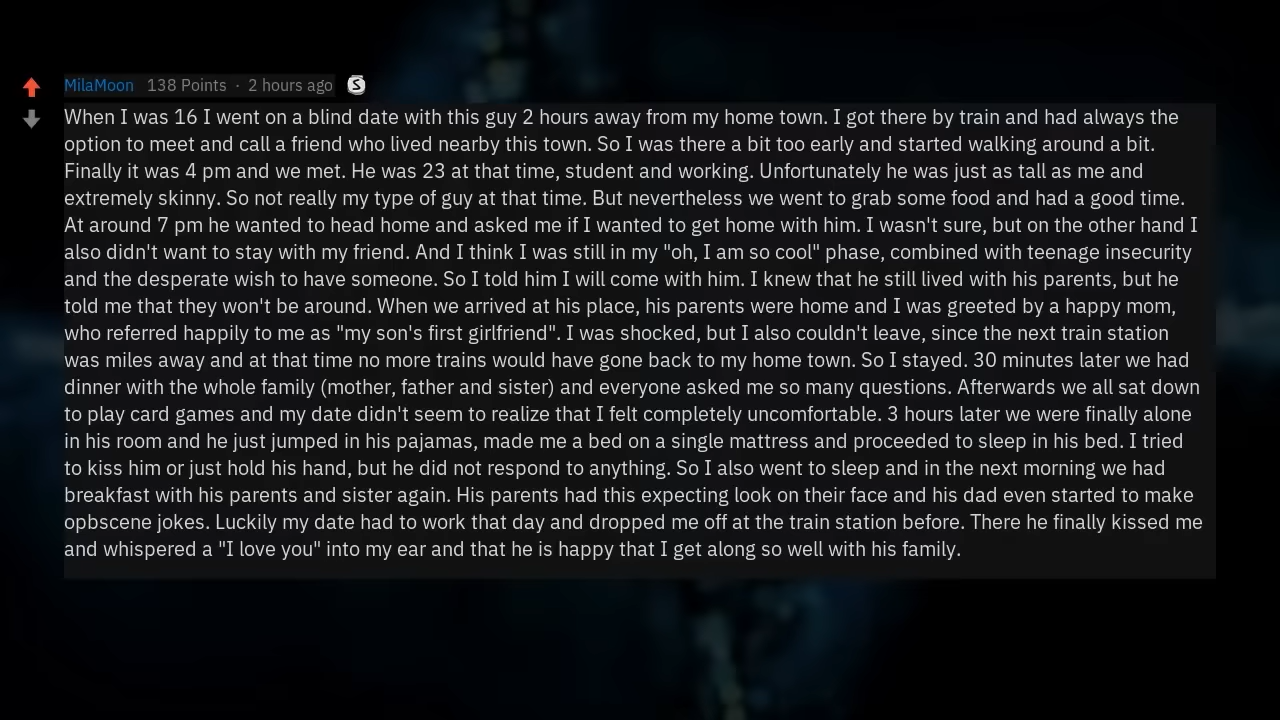 MilaMoon 138 Points · 2 hours ago S
When I was 16 I went on a blind date with this guy 2 hours away from my home town. I got there by train and had always the
option to meet and call a friend who lived nearby this town. So I was there a bit too early and started walking around a bit.
Finally it was 4 pm and we met. He was 23 at that time, student and working. Unfortunately he was just as tall as me and
extremely skinny. So not really my type of guy at that time. But nevertheless we went to grab some food and had a good time.
At around 7 pm he wanted to head home and asked me if I wanted to get home with him. I wasn't sure, but on the other hand I
also didn't want to stay with my friend. And I think I was still in my "oh, I am so cool" phase, combined with teenage insecurity
and the desperate wish to have someone. So I told him I will come with him. I knew that he still lived with his parents, but he
told me that they won't be around. When we arrived at his place, his parents were home and I was greeted by a happy mom,
who referred happily to me as "my son's first girlfriend". I was shocked, but I also couldn't leave, since the next train station
was miles away and at that time no more trains would have gone back to my home town. So I stayed. 30 minutes later we had
dinner with the whole family (mother, father and sister) and everyone asked me so many questions. Afterwards we all sat down
to play card games and my date didn't seem to realize that I felt completely uncomfortable. 3 hours later we were finally alone
in his room and he just jumped in his pajamas, made me a bed on a single mattress and proceeded to sleep in his bed. I tried
to kiss him or just hold his hand, but he did not respond to anything. So I also went to sleep and in the next morning we had
breakfast with his parents and sister again. His parents had this expecting look on their face and his dad even started to make
opbscene jokes. Luckily my date had to work that day and dropped me off at the train station before. There he finally kissed me
and whispered a "I love you" into my ear and that he is happy that I get along so well with his family.